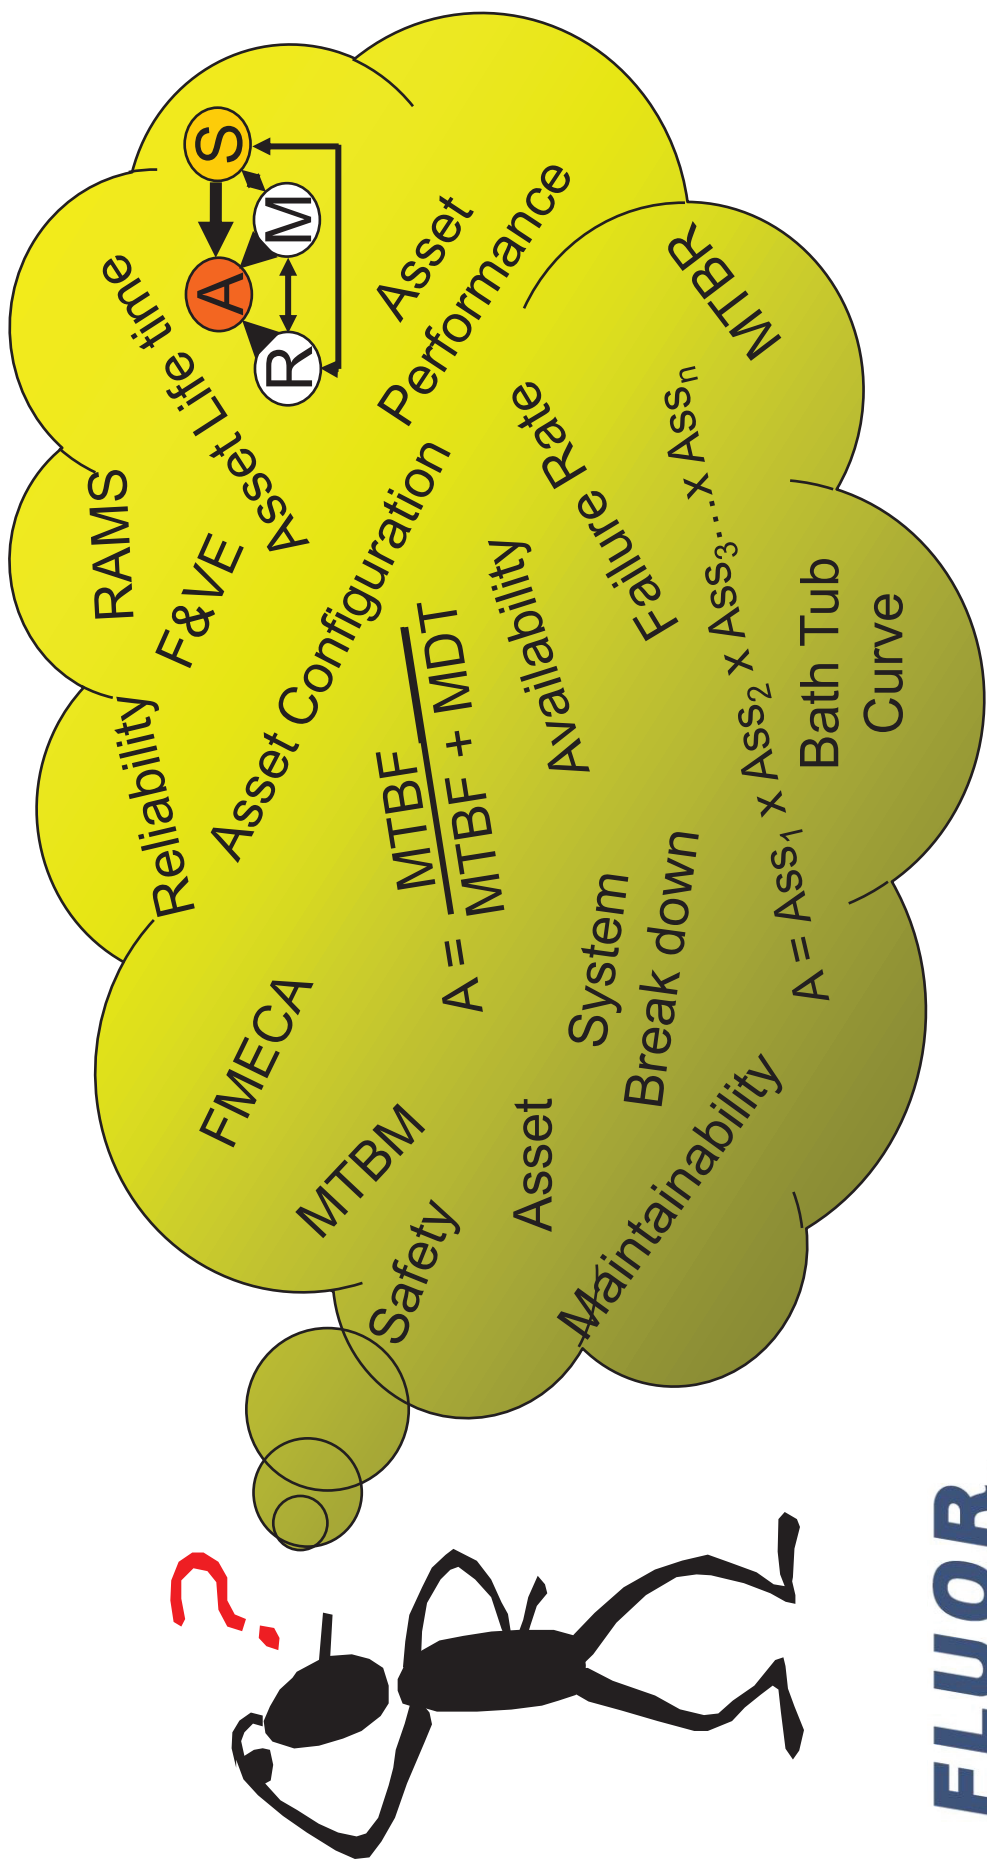 RAMS
Reliability
F&VE
Asset Life time
S
A
M
R
FMECA
Asset Configuration
Asset
Performance
MTBM
A = MTBF
MTBF + MDT
Safety
Availability
Failure Rate
MTBR
Asset
System
Break down
Maintainability
A = Ass1 x Ass2 x Ass3....x Assn
Bath Tub
Curve
?
FLUOR